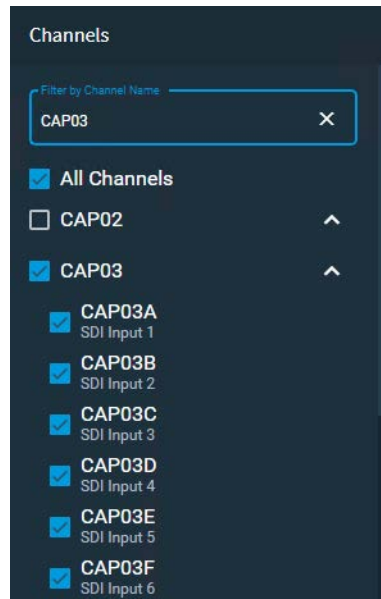 Channels
Filter by Channel Name
CAP03
All Channels
CAP02
CAP03
CAP03A
SDI Input 1
CAP03B
SDI Input 2
CAP03C
SDI Input 3
CAP03D
SDI Input 4
CAP03E
SDI Input 5
CAP03F
SDI Input 6